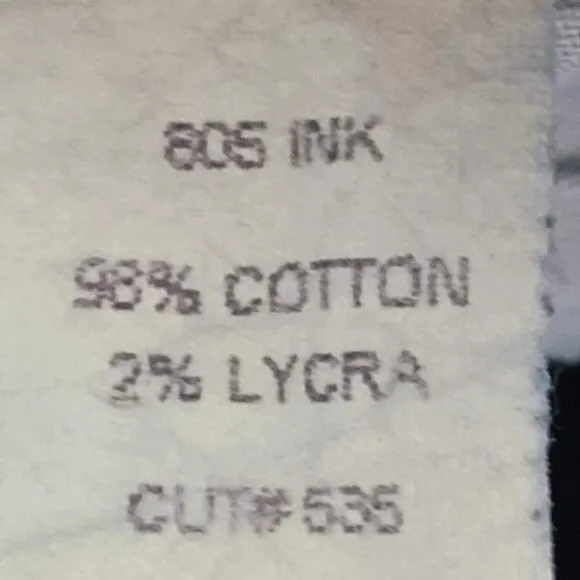 805 INK
98% COTTON
2% LYCRA
CUT# 535